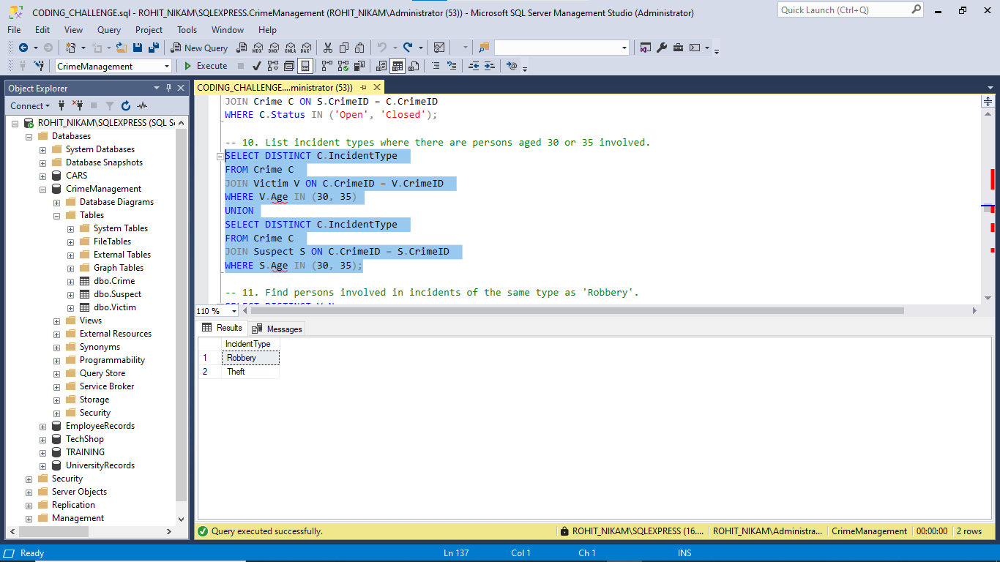 CODING_CHALLENGE.sql - ROHIT_NIKAM\SQLEXPRESS.CrimeManagement (ROHIT_NIKAM\Administrator (53)) - Microsoft SQL Server Management Studio (Administrator)
Quick Launch (Ctrl+Q)
File Edit View Query Project Tools Window Help
New Query MDX DMX XMLA DAX
CrimeManagement Execute
Object Explorer
Connect
ROHIT_NIKAM\SQLEXPRESS (SQL Se
Databases
System Databases
Database Snapshots
CARS
CrimeManagement
Database Diagrams
Tables
System Tables
FileTables
External Tables
Graph Tables
dbo.Crime
dbo.Suspect
dbo.Victim
Views
External Resources
Synonyms
Programmability
Query Store
Service Broker
Storage
Security
EmployeeRecords
TechShop
TRAINING
UniversityRecords
Security
Server Objects
Replication
Management
CODING_CHALLENGE....ministrator (53))
JOIN Crime C ON S.CrimeID = C.CrimeID
WHERE C.Status IN ('Open', 'Closed');
-- 10. List incident types where there are persons aged 30 or 35 involved.
SELECT DISTINCT C.IncidentType
FROM Crime C
JOIN Victim V ON C.CrimeID = V.CrimeID
WHERE V.Age IN (30, 35)
UNION
SELECT DISTINCT C.IncidentType
FROM Crime C
JOIN Suspect S ON C.CrimeID = S.CrimeID
WHERE S.Age IN (30, 35);
-- 11. Find persons involved in incidents of the same type as 'Robbery'.
110 %
Results Messages
IncidentType
1 Robbery
2 Theft
Query executed successfully. ROHIT_NIKAM\SQLEXPRESS (16.... ROHIT_NIKAM\Administra... CrimeManagement 00:00:00 2 rows
Ready Ln 137 Col 1 Ch 1 INS